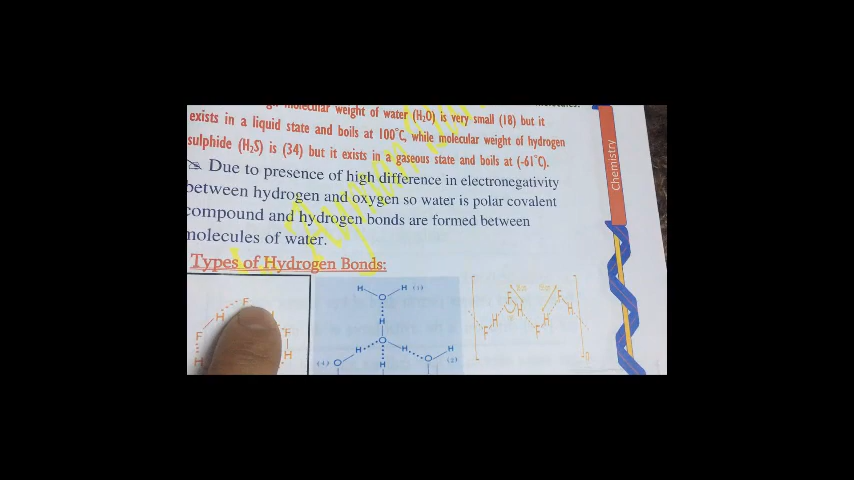 molecular weight of water (H₂O) is very small (18) but it
exists in a liquid state and boils at 100°C, while molecular weight of hydrogen
sulphide (H₂S) is (34) but it exists in a gaseous state and boils at (-61°C).
Due to presence of high difference in electronegativity
between hydrogen and oxygen so water is polar covalent
compound and hydrogen bonds are formed between
molecules of water.
Types of Hydrogen Bonds:
Chemistry
F H F F H H
H O H (1)
H
O
H H
(4) O H O H (2)
F H F H F H F H
n